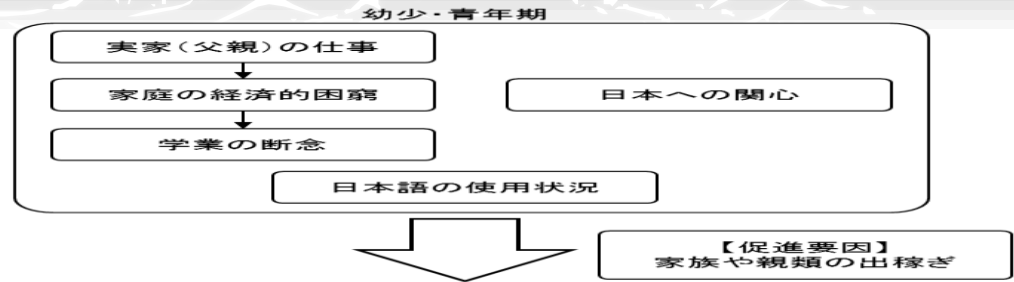 幼少・青年期
実家(父親)の仕事
家庭の経済的困窮
日本への関心
学業の断念
日本語の使用状況
【促進要因】
家族や親類の出稼ぎ